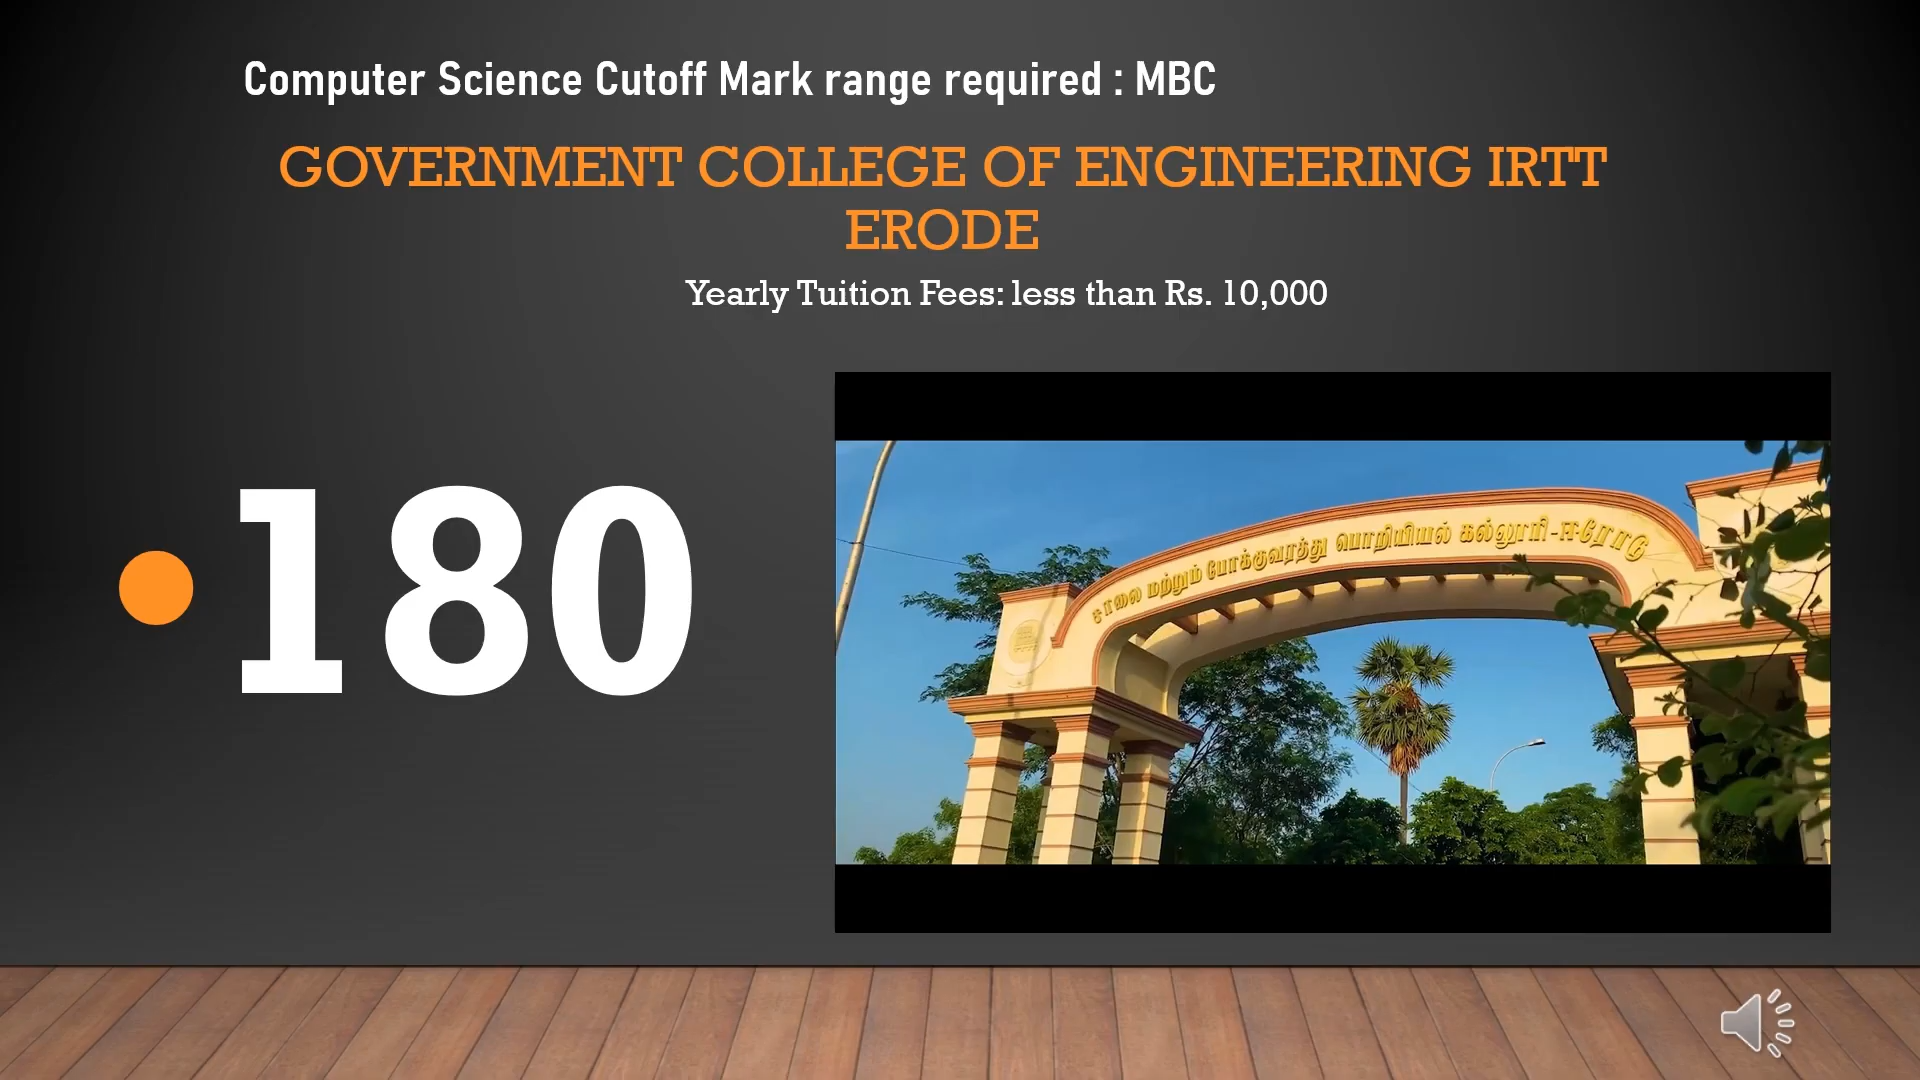 Computer Science Cutoff Mark range required : MBC
GOVERNMENT COLLEGE OF ENGINEERING IRTT
ERODE
Yearly Tuition Fees: less than Rs. 10,000
180
சாலை மற்றும் போக்குவரத்து பொறியியல் கல்லூரி-ஈரோடு